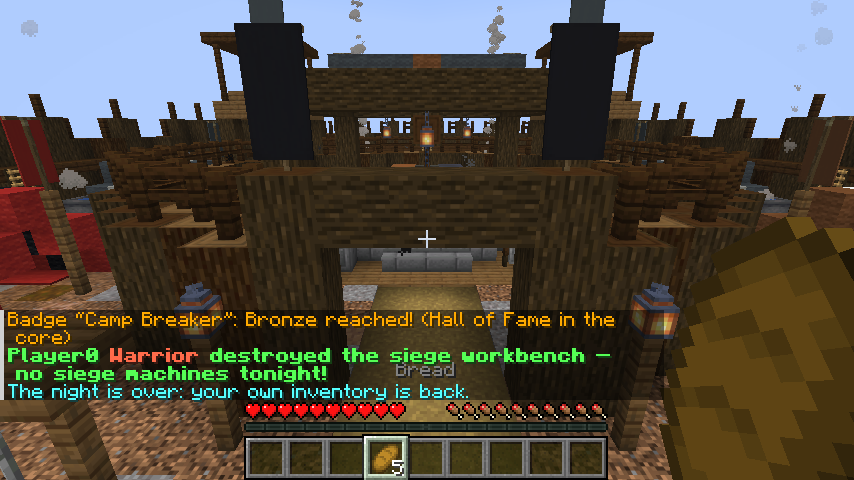 Badge "Camp Breaker": Bronze reached! (Hall of Fame in the
core)
Player0 Warrior destroyed the siege workbench –
no siege machines tonight!
Bread
The night is over: your own inventory is back.
5